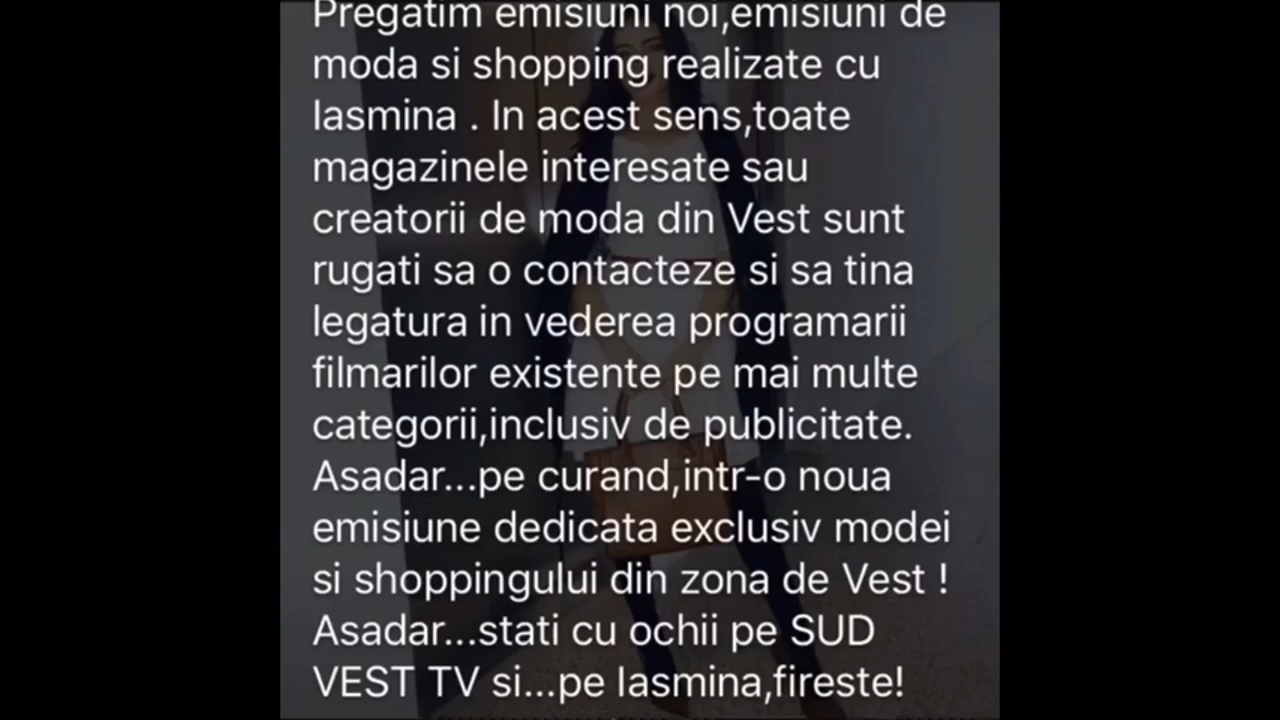 Pregatim emisiuni noi,emisiuni de
moda si shopping realizate cu
Iasmina . In acest sens,toate
magazinele interesate sau
creatorii de moda din Vest sunt
rugati sa o contacteze si sa tina
legatura in vederea programarii
filmarilor existente pe mai multe
categorii,inclusiv de publicitate.
Asadar...pe curand,intr-o noua
emisiune dedicata exclusiv modei
si shoppingului din zona de Vest !
Asadar...stati cu ochii pe SUD
VEST TV si...pe Iasmina,fireste!